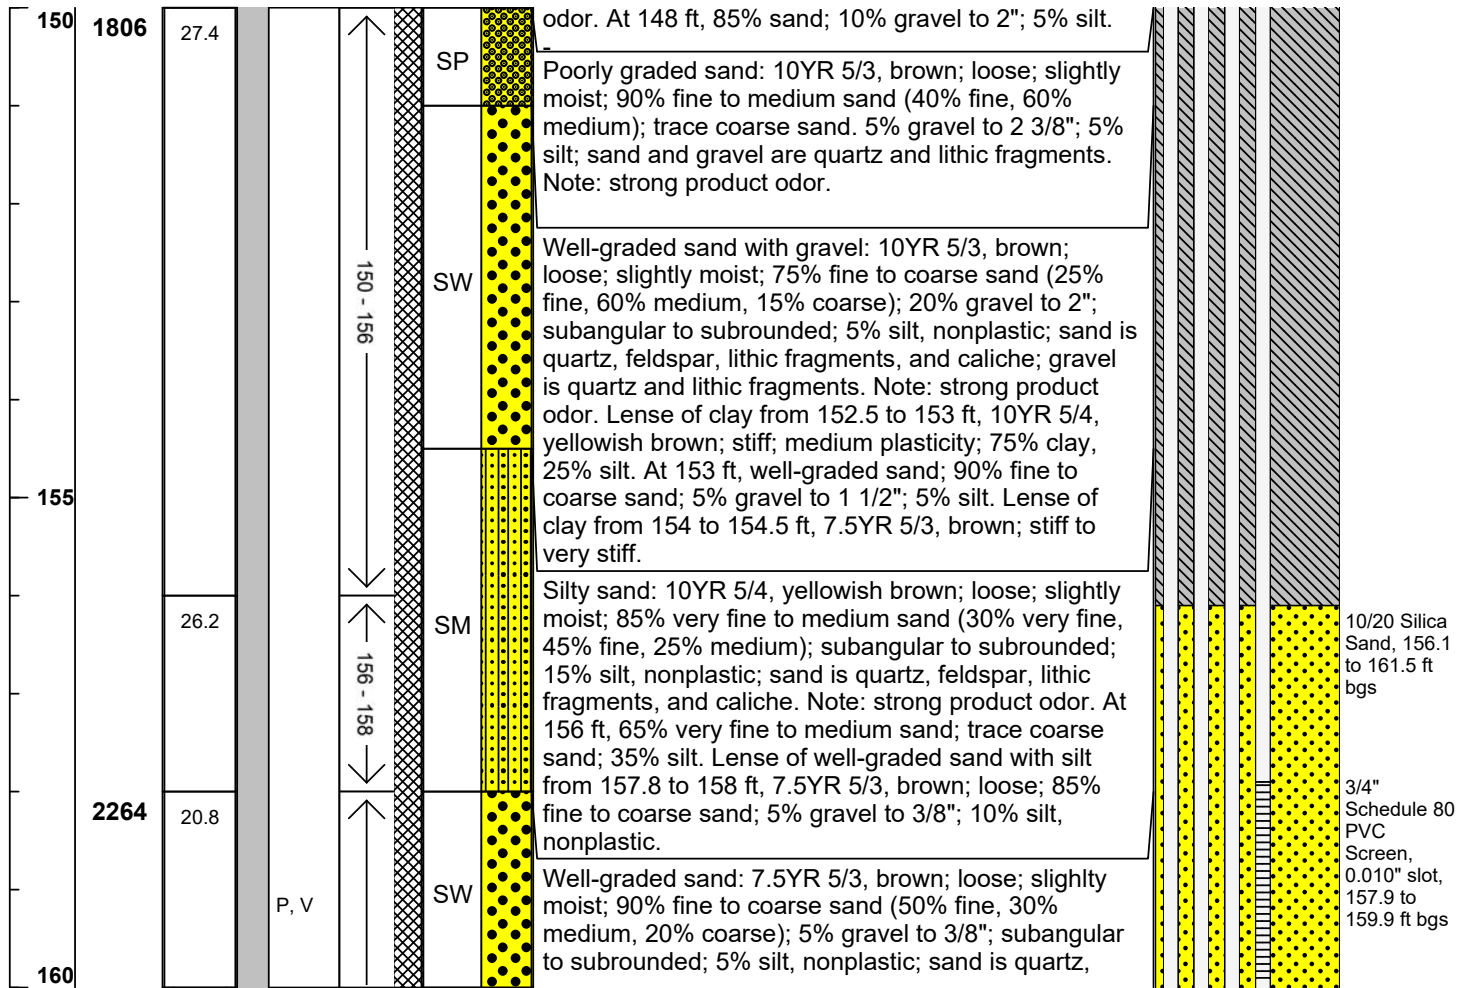 150
1806
27.4
SP
odor. At 148 ft, 85% sand; 10% gravel to 2"; 5% silt.
-
Poorly graded sand: 10YR 5/3, brown; loose; slightly
moist; 90% fine to medium sand (40% fine, 60%
medium); trace coarse sand. 5% gravel to 2 3/8"; 5%
silt; sand and gravel are quartz and lithic fragments.
Note: strong product odor.
150 - 156
SW
Well-graded sand with gravel: 10YR 5/3, brown;
loose; slightly moist; 75% fine to coarse sand (25%
fine, 60% medium, 15% coarse); 20% gravel to 2";
subangular to subrounded; 5% silt, nonplastic; sand is
quartz, feldspar, lithic fragments, and caliche; gravel
is quartz and lithic fragments. Note: strong product
odor. Lense of clay from 152.5 to 153 ft, 10YR 5/4,
yellowish brown; stiff; medium plasticity; 75% clay,
25% silt. At 153 ft, well-graded sand; 90% fine to
coarse sand; 5% gravel to 1 1/2"; 5% silt. Lense of
clay from 154 to 154.5 ft, 7.5YR 5/3, brown; stiff to
very stiff.
155
26.2
156 - 158
SM
Silty sand: 10YR 5/4, yellowish brown; loose; slightly
moist; 85% very fine to medium sand (30% very fine,
45% fine, 25% medium); subangular to subrounded;
15% silt, nonplastic; sand is quartz, feldspar, lithic
fragments, and caliche. Note: strong product odor. At
156 ft, 65% very fine to medium sand; trace coarse
sand; 35% silt. Lense of well-graded sand with silt
from 157.8 to 158 ft, 7.5YR 5/3, brown; loose; 85%
fine to coarse sand; 5% gravel to 3/8"; 10% silt,
nonplastic.
10/20 Silica
Sand, 156.1
to 161.5 ft
bgs
2264
20.8
P, V
SW
Well-graded sand: 7.5YR 5/3, brown; loose; slighlty
moist; 90% fine to coarse sand (50% fine, 30%
medium, 20% coarse); 5% gravel to 3/8"; subangular
to subrounded; 5% silt, nonplastic; sand is quartz,
3/4"
Schedule 80
PVC
Screen,
0.010" slot,
157.9 to
159.9 ft bgs
160